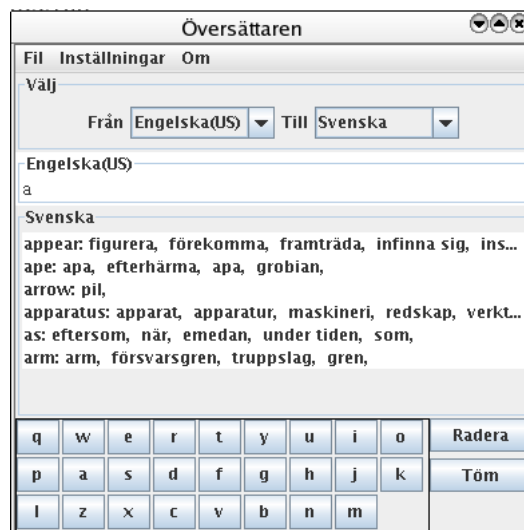 Översättaren
Fil Inställningar Om
Välj
Från Engelska(US) Till Svenska
Engelska(US)
a
Svenska
appear: figurera, förekomma, framträda, infinna sig, ins...
ape: apa, efterhärma, apa, grobian,
arrow: pil,
apparatus: apparat, apparatur, maskineri, redskap, verkt...
as: eftersom, när, emedan, under tiden, som,
arm: arm, försvarsgren, truppslag, gren,
q w e r t y u i o Radera
p a s d f g h j k Töm
l z x c v b n m